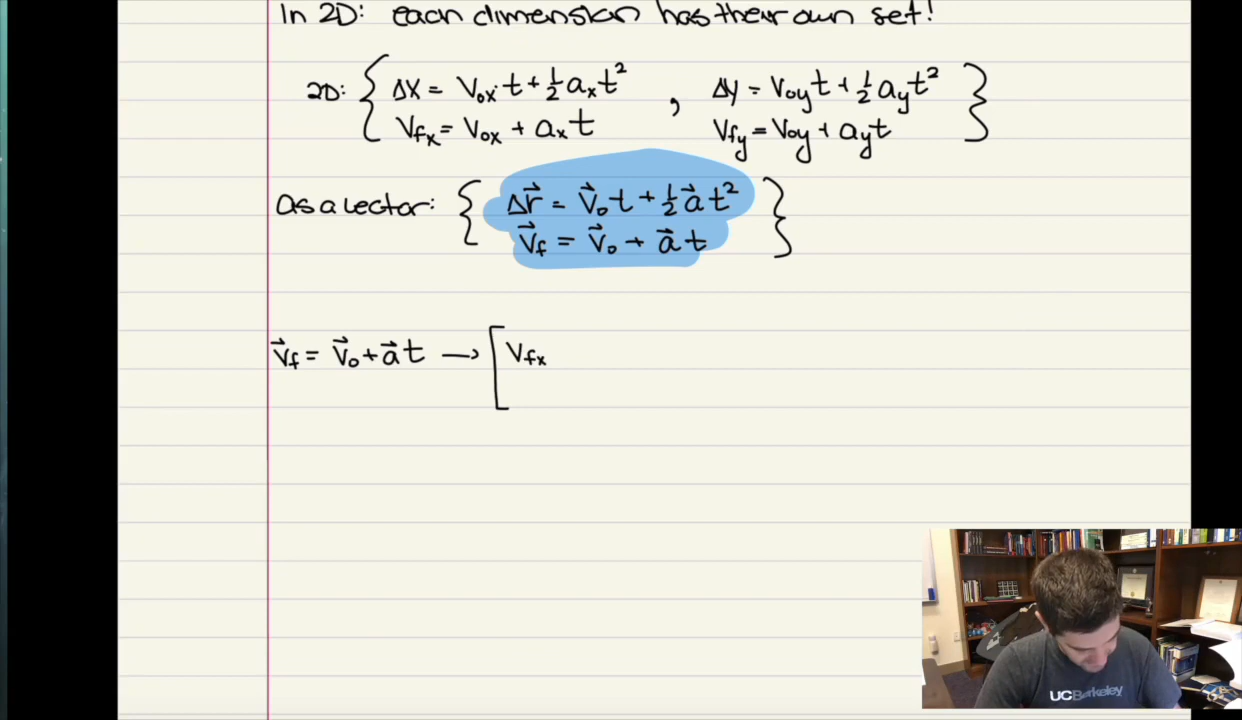 In 2D: each dimension has their own set!
2D: { Δx = V₀ₓ·t + ½aₓt² , Δy = V₀yt + ½ayt² }
Vfₓ = V₀ₓ + aₓt Vfy = V₀y + ayt
As a vector: { Δr⃗ = v⃗₀t + ½a⃗t² }
v⃗f = v⃗₀ + a⃗t
v⃗f = v⃗₀ + a⃗t → [ Vfx
UC Berkeley